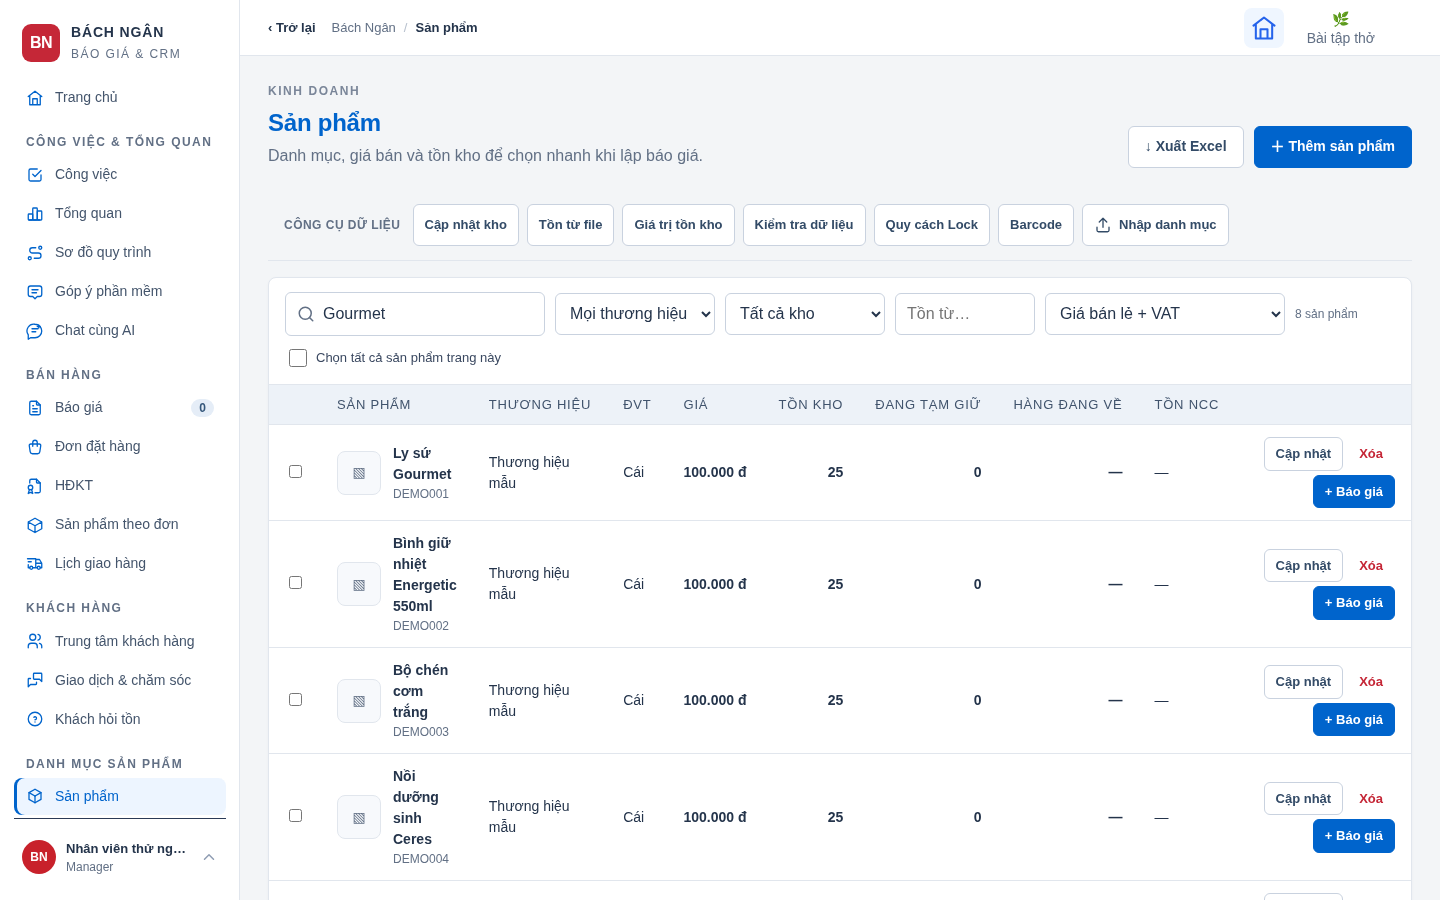 BN
BÁCH NGÂN
BÁO GIÁ & CRM
Trang chủ
CÔNG VIỆC & TỔNG QUAN
Công việc
Tổng quan
Sơ đồ quy trình
Góp ý phần mềm
Chat cùng AI
BÁN HÀNG
Báo giá 0
Đơn đặt hàng
HĐKT
Sản phẩm theo đơn
Lịch giao hàng
KHÁCH HÀNG
Trung tâm khách hàng
Giao dịch & chăm sóc
Khách hỏi tồn
DANH MỤC SẢN PHẨM
Sản phẩm
BN
Nhân viên thử ng...
Manager
‹ Trở lại Bách Ngân / Sản phẩm
Bài tập thở
KINH DOANH
Sản phẩm
Danh mục, giá bán và tồn kho để chọn nhanh khi lập báo giá.
↓ Xuất Excel
+ Thêm sản phẩm
CÔNG CỤ DỮ LIỆU Cập nhật kho Tồn từ file Giá trị tồn kho Kiểm tra dữ liệu Quy cách Lock Barcode Nhập danh mục
Gourmet Mọi thương hiệu Tất cả kho Tồn từ... Giá bán lẻ + VAT 8 sản phẩm
Chọn tất cả sản phẩm trang này
SẢN PHẨM THƯƠNG HIỆU ĐVT GIÁ TỒN KHO ĐANG TẠM GIỮ HÀNG ĐANG VỀ TỒN NCC
Ly sứ
Gourmet
DEMO001
Thương hiệu
mẫu
Cái 100.000 đ 25 0 — —
Cập nhật Xóa
+ Báo giá
Bình giữ
nhiệt
Energetic
550ml
DEMO002
Thương hiệu
mẫu
Cái 100.000 đ 25 0 — —
Cập nhật Xóa
+ Báo giá
Bộ chén
cơm
trắng
DEMO003
Thương hiệu
mẫu
Cái 100.000 đ 25 0 — —
Cập nhật Xóa
+ Báo giá
Nồi
dưỡng
sinh
Ceres
DEMO004
Thương hiệu
mẫu
Cái 100.000 đ 25 0 — —
Cập nhật Xóa
+ Báo giá